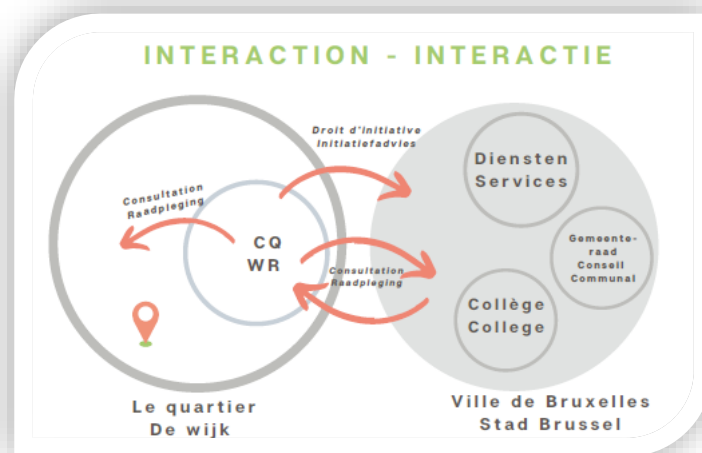 INTERACTION - INTERACTIE
Droit d'Initiative
Initiatiefadvies
Consultation
Raadpleging
CQ
WR
Consultation
Raadpleging
Diensten
Services
Gemeente-
raad
Conseil
Communal
Collège
College
Le quartier
De wijk
Ville de Bruxelles
Stad Brussel